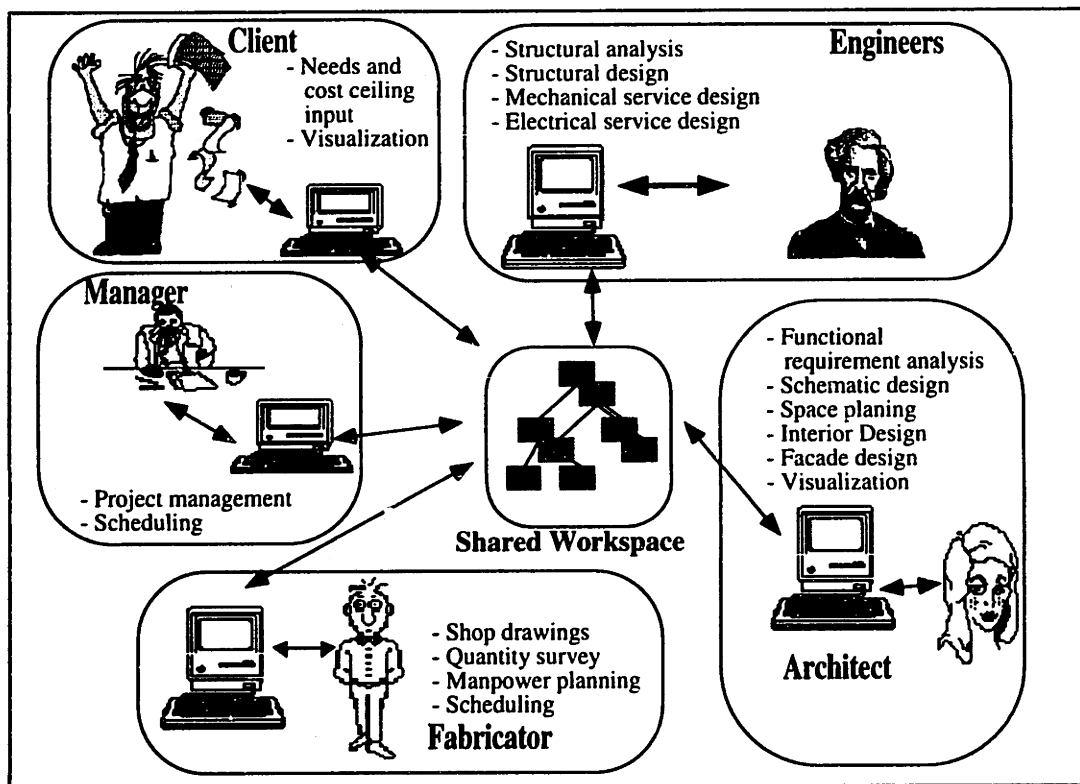 Client
- Needs and
cost ceiling
input
- Visualization
Engineers
- Structural analysis
- Structural design
- Mechanical service design
- Electrical service design
Manager
- Project management
- Scheduling
Shared Workspace
- Functional
requirement analysis
- Schematic design
- Space planing
- Interior Design
- Facade design
- Visualization
Architect
- Shop drawings
- Quantity survey
- Manpower planning
- Scheduling
Fabricator